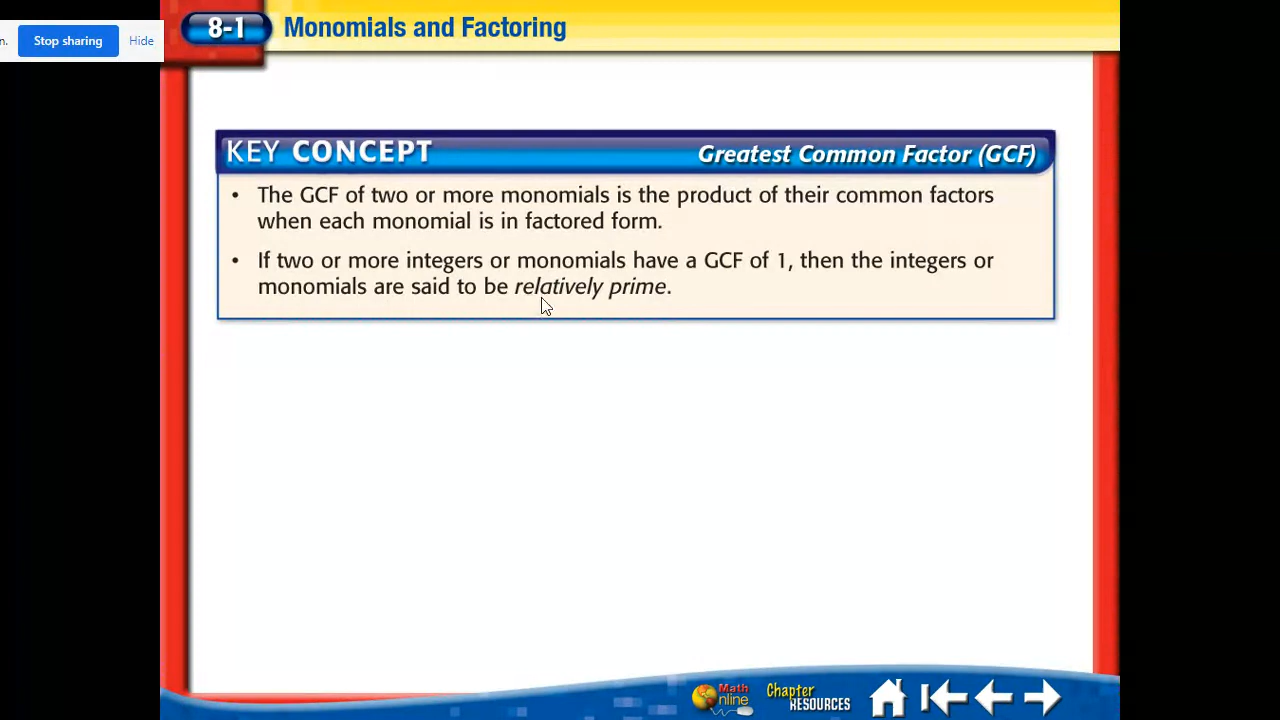 8-1 Monomials and Factoring
n. Stop sharing Hide
KEY CONCEPT Greatest Common Factor (GCF)
• The GCF of two or more monomials is the product of their common factors
when each monomial is in factored form.
• If two or more integers or monomials have a GCF of 1, then the integers or
monomials are said to be relatively prime.
Math
nline
Chapter
RESOURCES